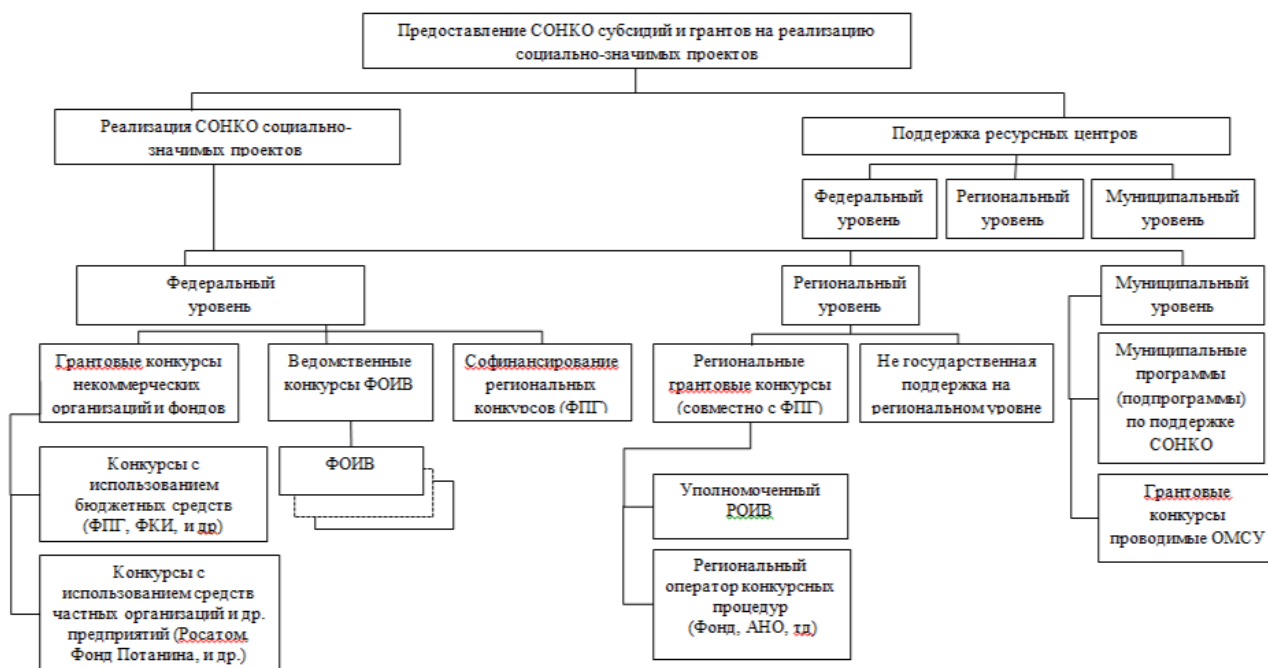 Предоставление СОНКО субсидий и грантов на реализацию
социально-значимых проектов
Реализация СОНКО социально-
значимых проектов
Поддержка ресурсных центров
Федеральный
уровень
Региональный
уровень
Муниципальный
уровень
Федеральный
уровень
Региональный
уровень
Муниципальный
уровень
Грантовые конкурсы
некоммерческих
организаций и фондов
Ведомственные
конкурсы ФОИВ
Софинансирование
региональных
конкурсов (ФПГ)
Региональные
грантовые конкурсы
(совместно с ФПГ)
Не государственная
поддержка на
региональном уровне
Муниципальные
программы
(подпрограммы)
по поддержке
СОНКО
Конкурсы с
использованием
бюджетных средств
(ФПГ, ФКИ, и др)
ФОИВ
Уполномоченный
РОИВ
Грантовые
конкурсы
проводимые ОМСУ
Конкурсы с
использованием средств
частных организаций и др.
предприятий (Росатом,
Фонд Потанина, и др.)
Региональный
оператор конкурсных
процедур
(Фонд, АНО, тд)